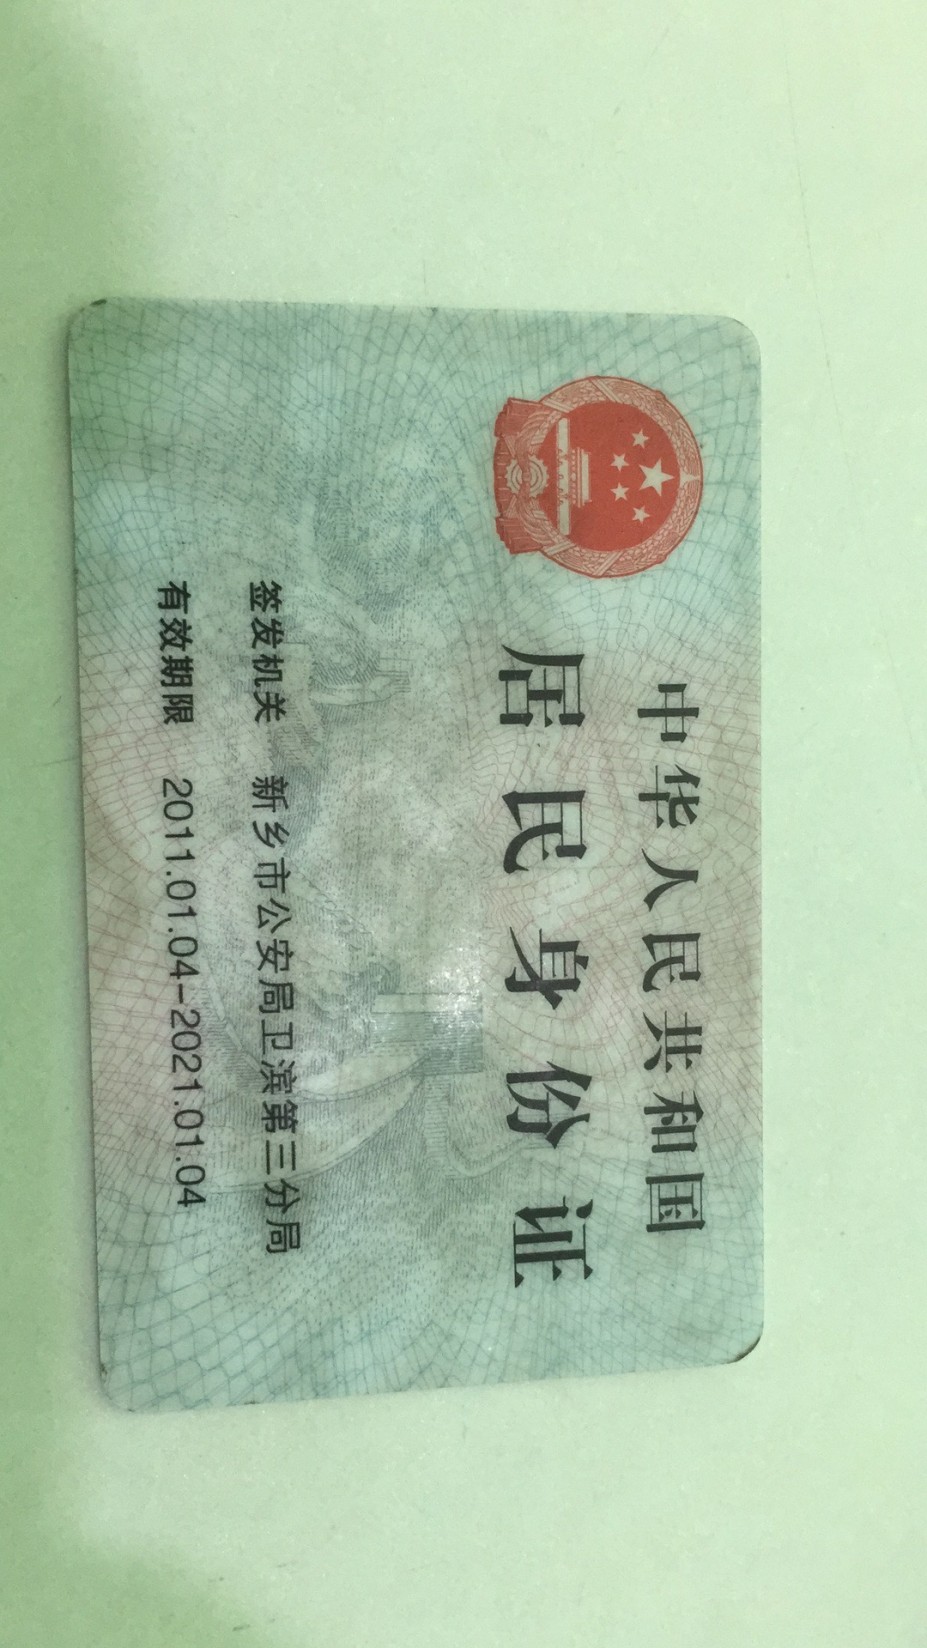 中华人民共和国
居民身份证
签发机关 新乡市公安局卫滨第三分局
有效期限 2011.01.04-2021.01.04